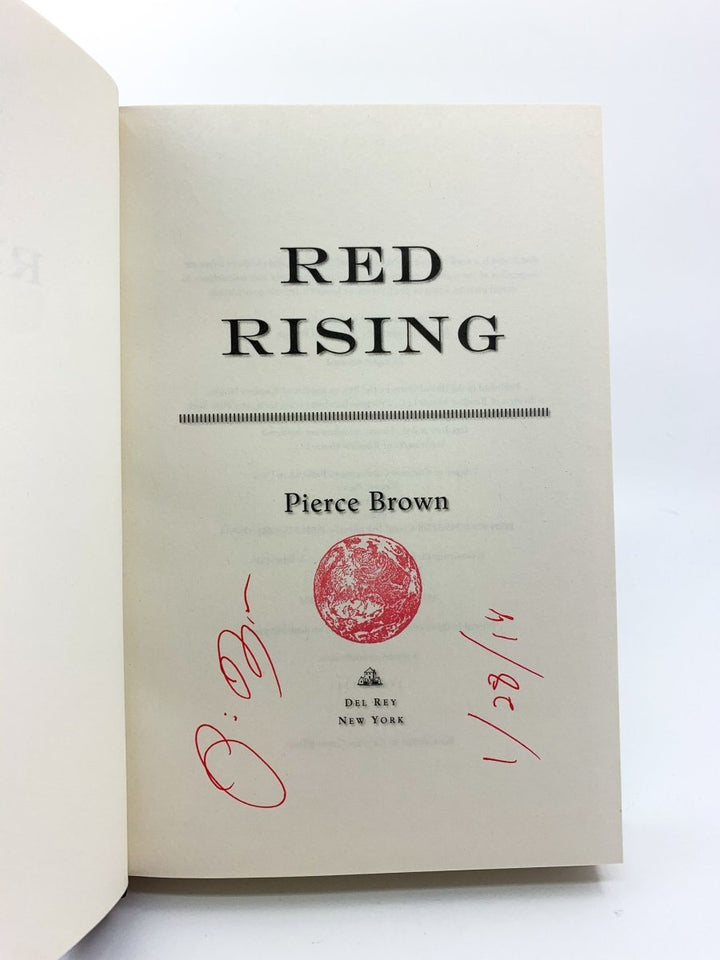 RED
RISING
Pierce Brown
DEL REY
NEW YORK
1/28/14